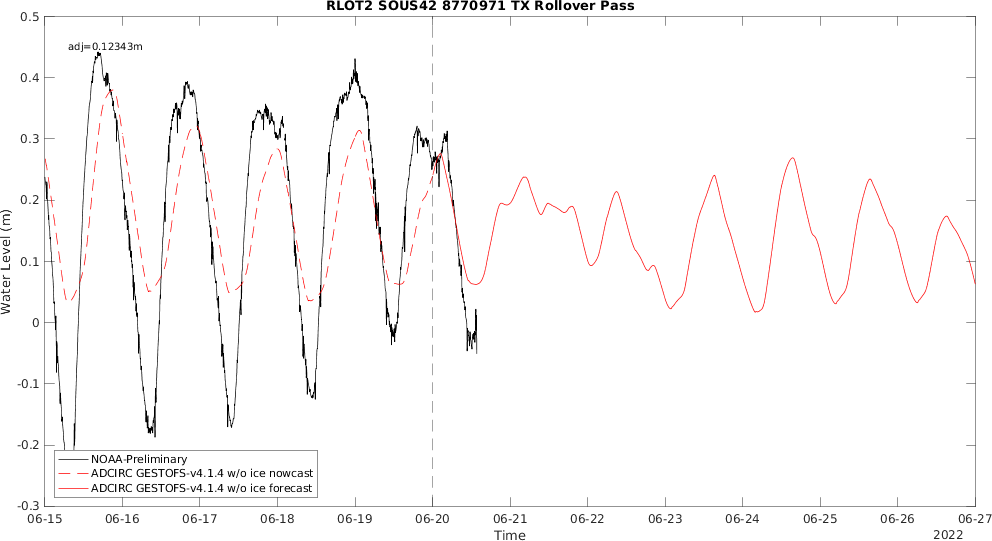 RLOT2 SOUS42 8770971 TX Rollover Pass
adj=0.12343m
0.5
0.4
0.3
0.2
0.1
0
-0.1
-0.2
-0.3
Water Level (m)
NOAA-Preliminary
ADCIRC GESTOFS-v4.1.4 w/o ice nowcast
ADCIRC GESTOFS-v4.1.4 w/o ice forecast
06-15 06-16 06-17 06-18 06-19 06-20 06-21 06-22 06-23 06-24 06-25 06-26 06-27
Time
2022